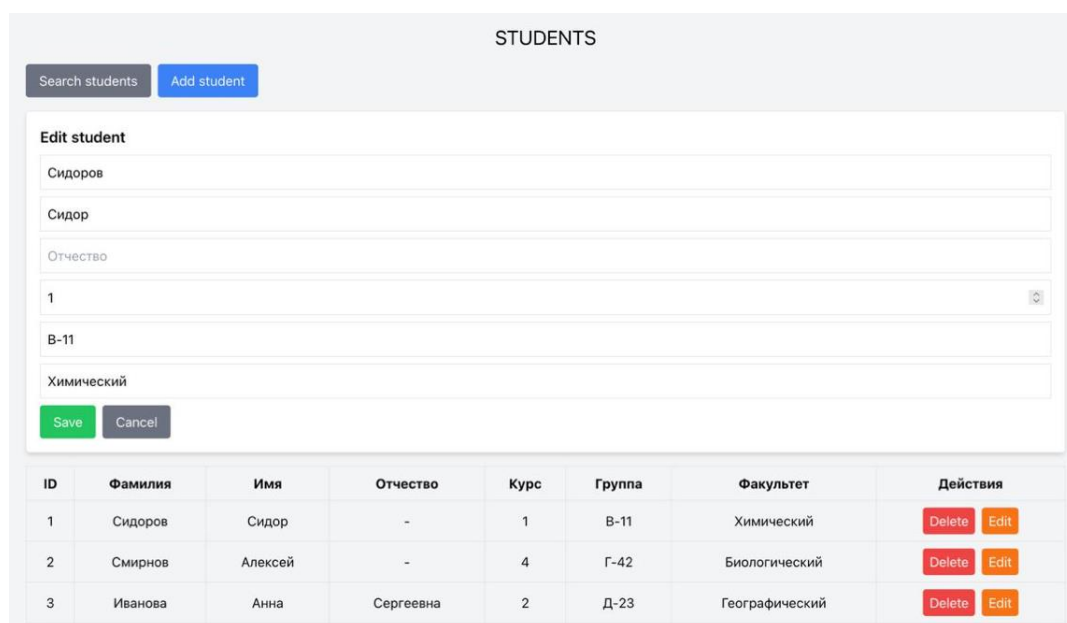 STUDENTS
Search students Add student
Edit student
Сидоров
Сидор
Отчество
1
В-11
Химический
Save Cancel
ID Фамилия Имя Отчество Курс Группа Факультет Действия
1 Сидоров Сидор - 1 В-11 Химический Delete Edit
2 Смирнов Алексей - 4 Г-42 Биологический Delete Edit
3 Иванова Анна Сергеевна 2 Д-23 Географический Delete Edit